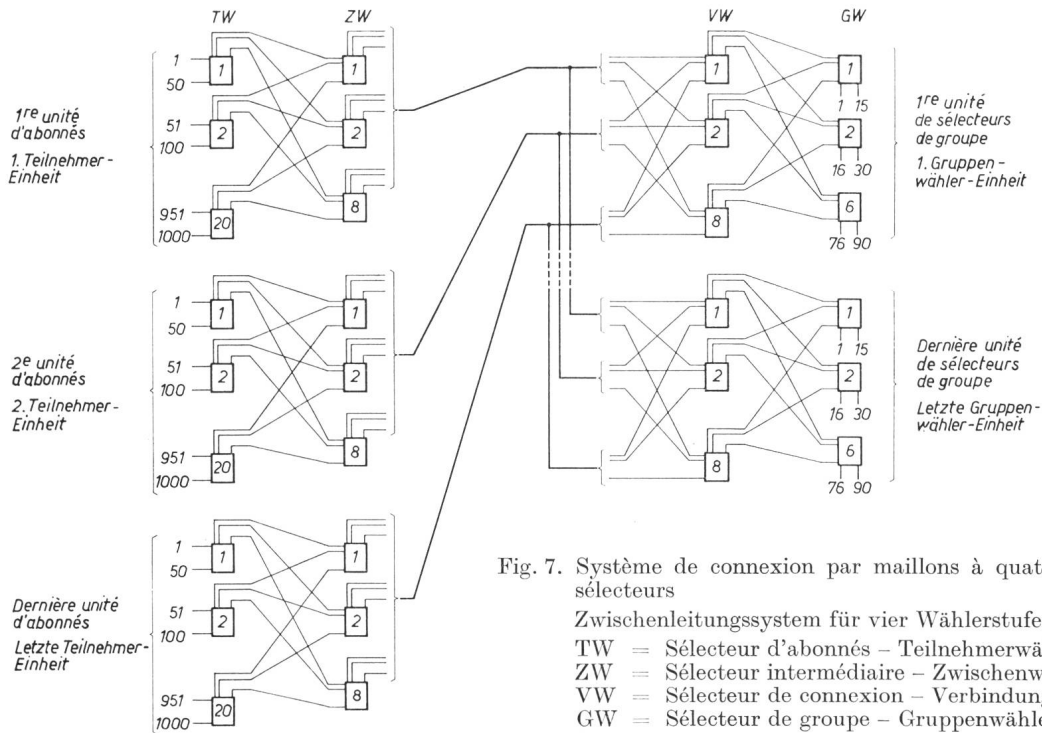 TW ZW
1 1 1
50
51 2 2
100
951 20 8
1000
1re unité
d'abonnés
1. Teilnehmer-
Einheit
1 1 1
50
51 2 2
100
951 20 8
1000
2e unité
d'abonnés
2. Teilnehmer-
Einheit
1 1 1
50
51 2 2
100
951 20 8
1000
Dernière unité
d'abonnés
Letzte Teilnehmer-
Einheit
VW GW
1 1
1 15
2 2
16 30
8 6
76 90
1re unité
de sélecteurs
de groupe
1. Gruppen-
wähler-Einheit
1 1
1 15
2 2
16 30
8 6
76 90
Dernière unité
de sélecteurs
de groupe
Letzte Gruppen-
wähler-Einheit
Fig. 7. Système de connexion par maillons à quat
sélecteurs
Zwischenleitungssystem für vier Wählerstufe
TW = Sélecteur d'abonnés – Teilnehmerwä
ZW = Sélecteur intermédiaire – Zwischenw
VW = Sélecteur de connexion – Verbindun
GW = Sélecteur de groupe – Gruppenwähle